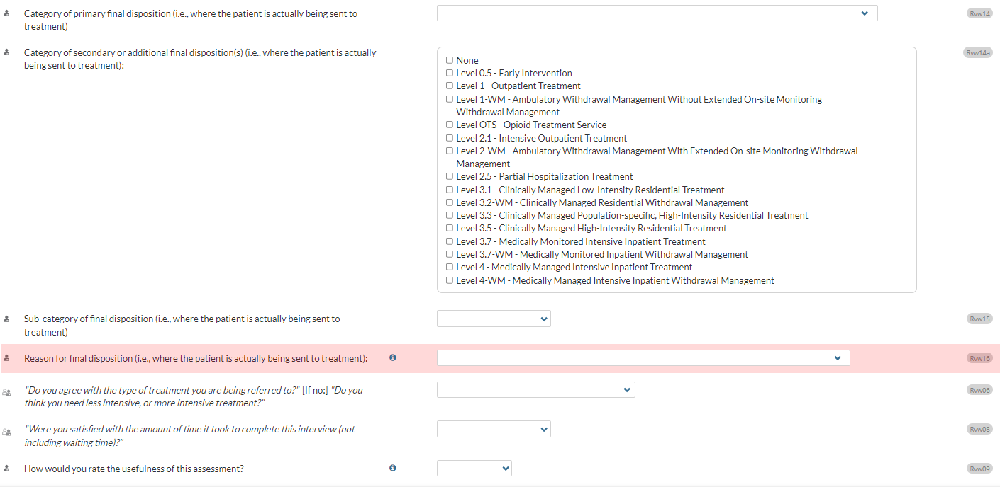 Category of primary final disposition (i.e., where the patient is actually being sent to
treatment)
Rvw14
Category of secondary or additional final disposition(s) (i.e., where the patient is actually
being sent to treatment):
Rvw14a
None
Level 0.5 - Early Intervention
Level 1 - Outpatient Treatment
Level 1-WM - Ambulatory Withdrawal Management Without Extended On-site Monitoring
Withdrawal Management
Level OTS - Opioid Treatment Service
Level 2.1 - Intensive Outpatient Treatment
Level 2-WM - Ambulatory Withdrawal Management With Extended On-site Monitoring Withdrawal
Management
Level 2.5 - Partial Hospitalization Treatment
Level 3.1 - Clinically Managed Low-Intensity Residential Treatment
Level 3.2-WM - Clinically Managed Residential Withdrawal Management
Level 3.3 - Clinically Managed Population-specific, High-Intensity Residential Treatment
Level 3.5 - Clinically Managed High-Intensity Residential Treatment
Level 3.7 - Medically Monitored Intensive Inpatient Treatment
Level 3.7-WM - Medically Monitored Inpatient Withdrawal Management
Level 4 - Medically Managed Intensive Inpatient Treatment
Level 4-WM - Medically Managed Intensive Inpatient Withdrawal Management
Sub-category of final disposition (i.e., where the patient is actually being sent to
treatment)
Rvw15
Reason for final disposition (i.e., where the patient is actually being sent to treatment):
Rvw16
"Do you agree with the type of treatment you are being referred to?" [If no:] "Do you
think you need less intensive, or more intensive treatment?"
Rvw06
"Were you satisfied with the amount of time it took to complete this interview (not
including waiting time)?"
Rvw08
How would you rate the usefulness of this assessment?
Rvw09